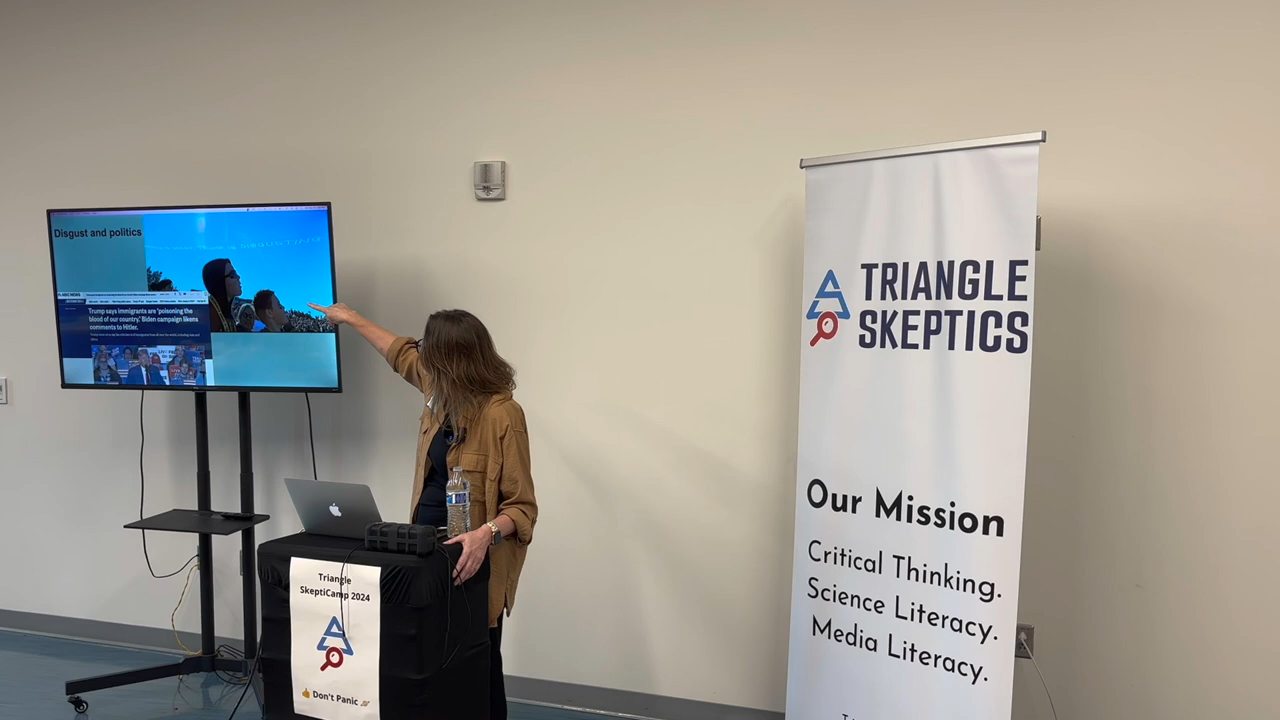 Disgust and politics
NBC NEWS
Trump says immigrants are 'poisoning the
blood of our country.' Biden campaign likens
comments to Hitler.
Triangle
SkeptiCamp 2024
👍 Don't Panic 🪐
TRIANGLE
SKEPTICS
Our Mission
Critical Thinking.
Science Literacy.
Media Literacy.